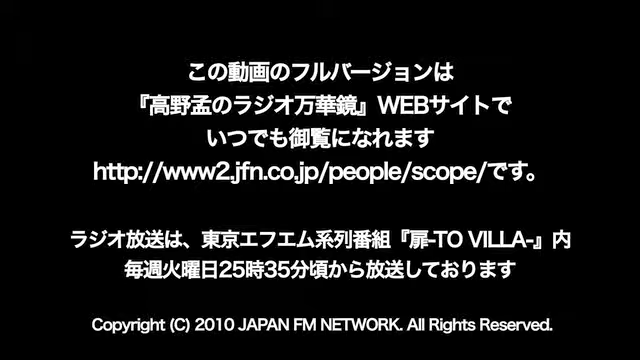 この動画のフルバージョンは
『高野孟のラジオ万華鏡』WEBサイトで
いつでも御覧になれます
http://www2.jfn.co.jp/people/scope/です。
ラジオ放送は、東京エフエム系列番組『扉-TO VILLA-』内
毎週火曜日25時35分頃から放送しております
Copyright (C) 2010 JAPAN FM NETWORK. All Rights Reserved.